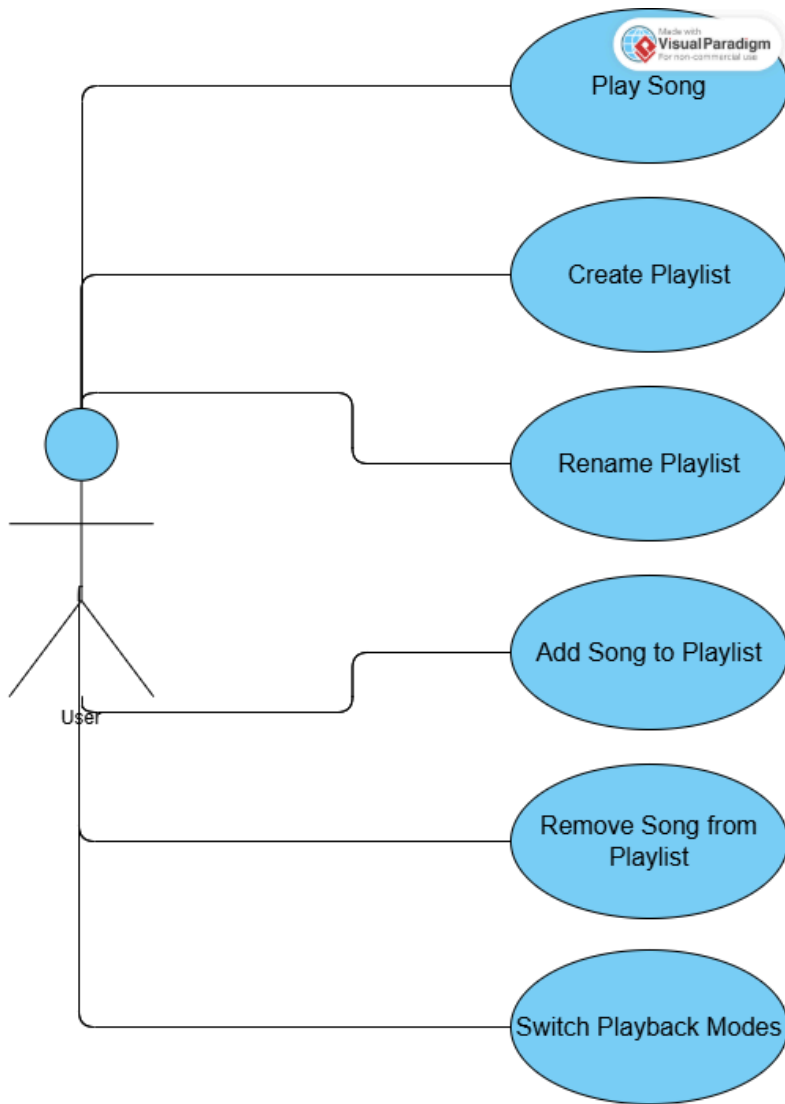 Made with
Visual Paradigm
For non-commercial use
Play Song
Create Playlist
Rename Playlist
Add Song to Playlist
User
Remove Song from
Playlist
Switch Playback Modes